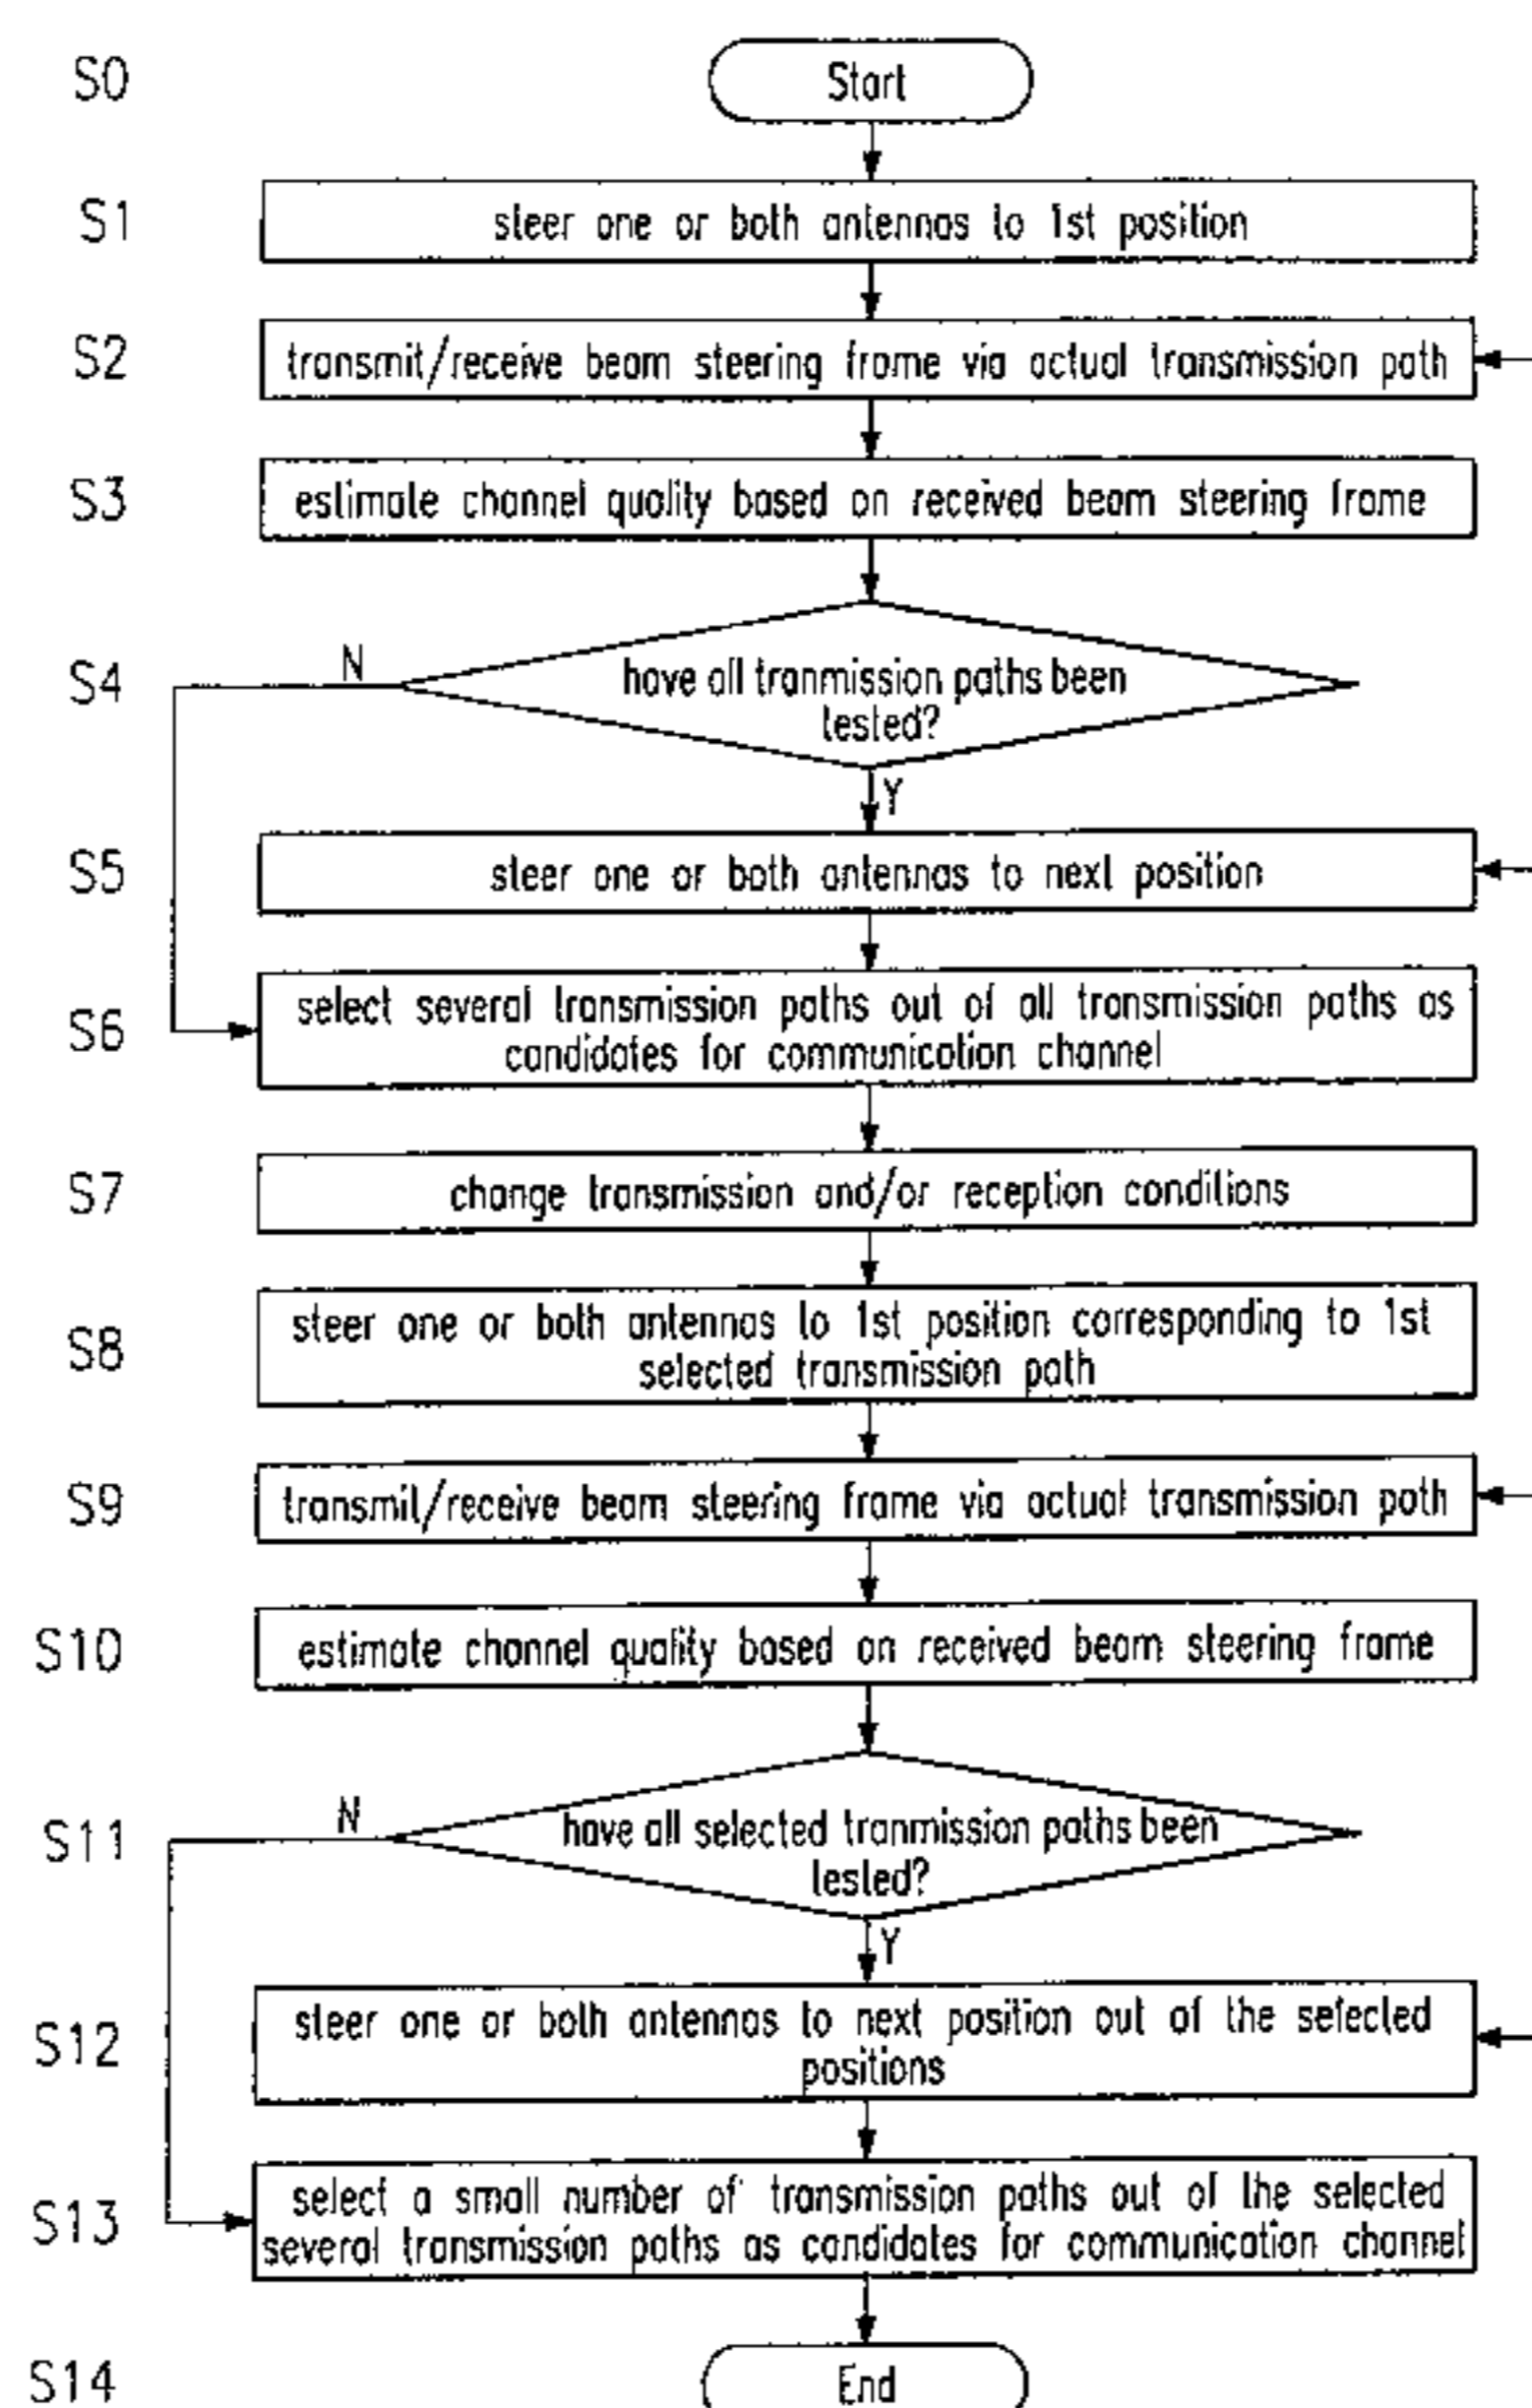 S0
Start
S1
steer one or both antennas to 1st position
S2
transmit/receive beam steering frame via actual transmission path
S3
estimate channel quality based on received beam steering frame
S4
N
have all tranmission paths been
tested?
Y
S5
steer one or both antennas to next position
S6
select several transmission paths out of all transmission paths as
candidates for communication channel
S7
change transmission and/or reception conditions
S8
steer one or both antennas to 1st position corresponding to 1st
selected transmission path
S9
transmit/receive beam steering frame via actual transmission path
S10
estimate channel quality based on received beam steering frame
S11
N
have all selected tranmission paths been
tested?
Y
S12
steer one or both antennas to next position out of the selected
positions
S13
select a small number of transmission paths out of the selected
several transmission paths as candidates for communication channel
S14
End